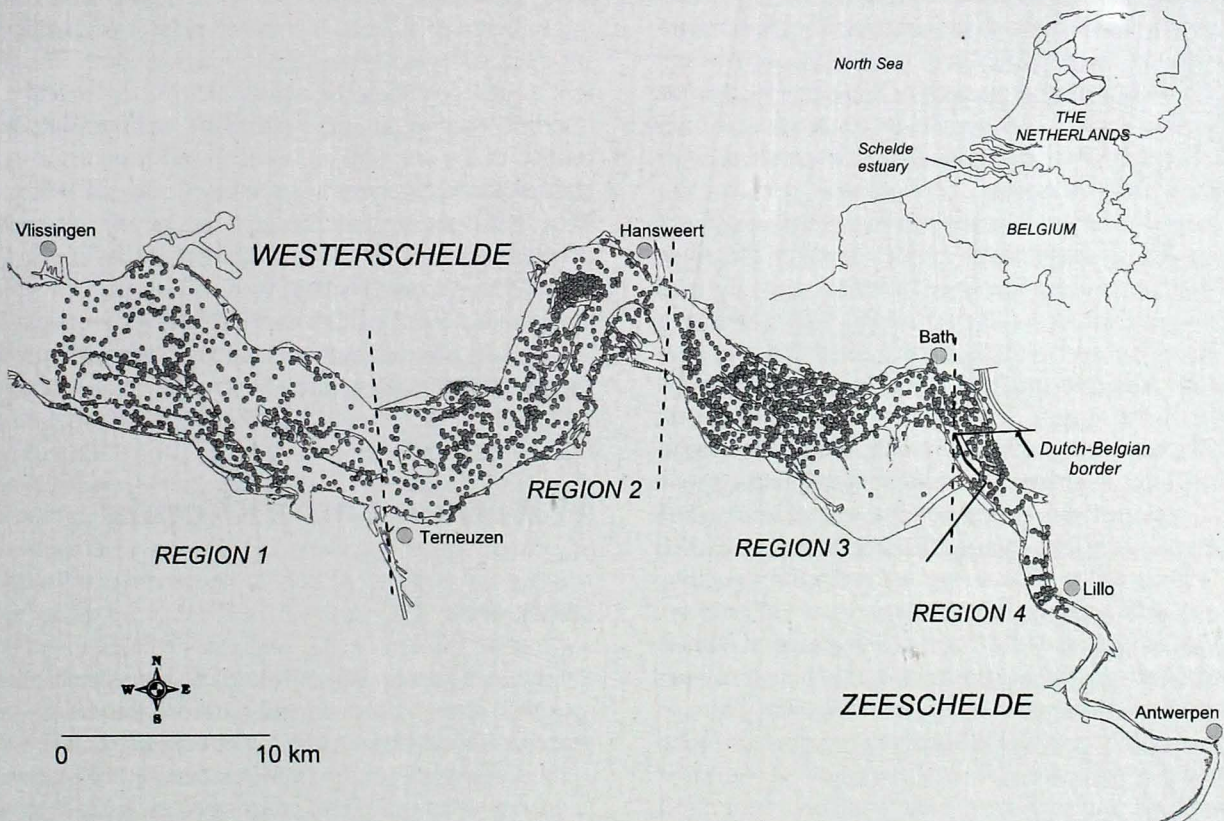 North Sea
THE
NETHERLANDS
Schelde
estuary
BELGIUM
Vlissingen
WESTERSCHELDE
Hansweert
Bath
Dutch-Belgian
border
REGION 2
Terneuzen
REGION 1
REGION 3
Lillo
REGION 4
N
W E
S
ZEESCHELDE
Antwerpen
0 10 km